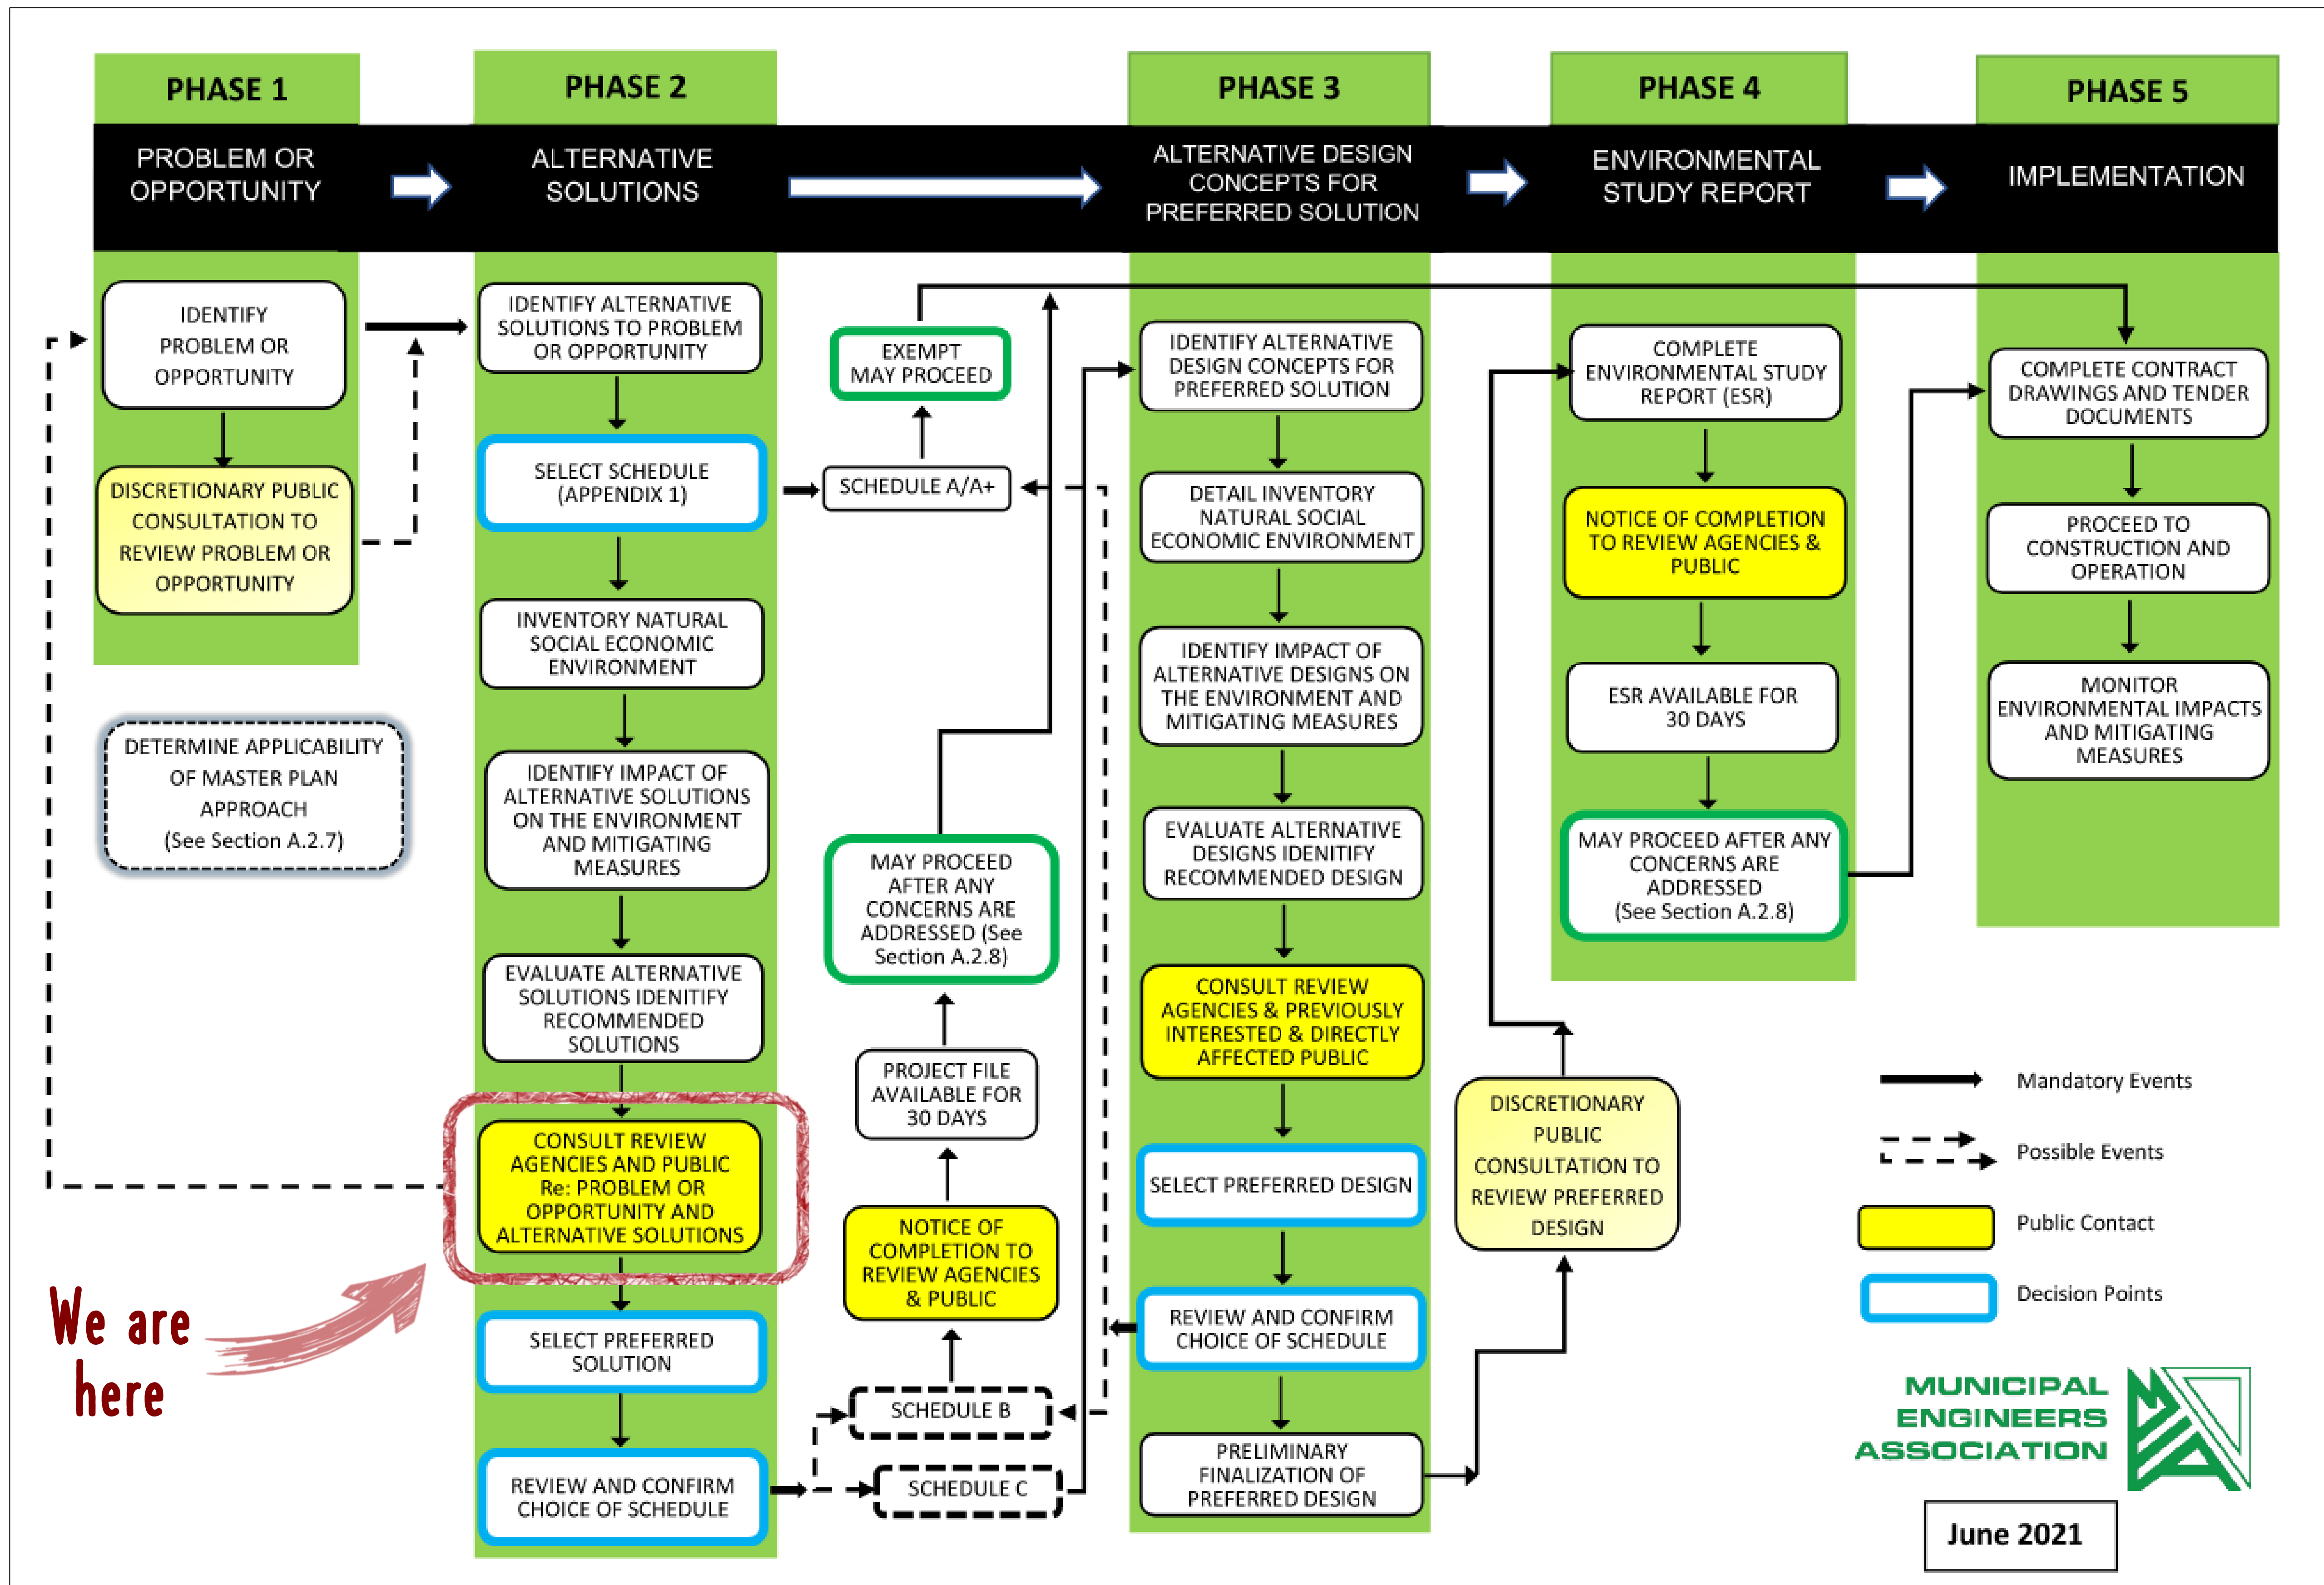 PHASE 1
PROBLEM OR
OPPORTUNITY
IDENTIFY
PROBLEM OR
OPPORTUNITY
DISCRETIONARY PUBLIC
CONSULTATION TO
REVIEW PROBLEM OR
OPPORTUNITY
DETERMINE APPLICABILITY
OF MASTER PLAN
APPROACH
(See Section A.2.7)
We are
here
PHASE 2
ALTERNATIVE
SOLUTIONS
IDENTIFY ALTERNATIVE
SOLUTIONS TO PROBLEM
OR OPPORTUNITY
SELECT SCHEDULE
(APPENDIX 1)
INVENTORY NATURAL
SOCIAL ECONOMIC
ENVIRONMENT
IDENTIFY IMPACT OF
ALTERNATIVE SOLUTIONS
ON THE ENVIRONMENT
AND MITIGATING
MEASURES
EVALUATE ALTERNATIVE
SOLUTIONS IDENITIFY
RECOMMENDED
SOLUTIONS
CONSULT REVIEW
AGENCIES AND PUBLIC
Re: PROBLEM OR
OPPORTUNITY AND
ALTERNATIVE SOLUTIONS
SELECT PREFERRED
SOLUTION
REVIEW AND CONFIRM
CHOICE OF SCHEDULE
EXEMPT
MAY PROCEED
SCHEDULE A/A+
MAY PROCEED
AFTER ANY
CONCERNS ARE
ADDRESSED (See
Section A.2.8)
PROJECT FILE
AVAILABLE FOR
30 DAYS
NOTICE OF
COMPLETION TO
REVIEW AGENCIES
& PUBLIC
SCHEDULE B
SCHEDULE C
PHASE 3
ALTERNATIVE DESIGN
CONCEPTS FOR
PREFERRED SOLUTION
IDENTIFY ALTERNATIVE
DESIGN CONCEPTS FOR
PREFERRED SOLUTION
DETAIL INVENTORY
NATURAL SOCIAL
ECONOMIC ENVIRONMENT
IDENTIFY IMPACT OF
ALTERNATIVE DESIGNS ON
THE ENVIRONMENT AND
MITIGATING MEASURES
EVALUATE ALTERNATIVE
DESIGNS IDENITIFY
RECOMMENDED DESIGN
CONSULT REVIEW
AGENCIES & PREVIOUSLY
INTERESTED & DIRECTLY
AFFECTED PUBLIC
SELECT PREFERRED DESIGN
REVIEW AND CONFIRM
CHOICE OF SCHEDULE
PRELIMINARY
FINALIZATION OF
PREFERRED DESIGN
DISCRETIONARY
PUBLIC
CONSULTATION TO
REVIEW PREFERRED
DESIGN
PHASE 4
ENVIRONMENTAL
STUDY REPORT
COMPLETE
ENVIRONMENTAL STUDY
REPORT (ESR)
NOTICE OF COMPLETION
TO REVIEW AGENCIES &
PUBLIC
ESR AVAILABLE FOR
30 DAYS
MAY PROCEED AFTER ANY
CONCERNS ARE
ADDRESSED
(See Section A.2.8)
PHASE 5
IMPLEMENTATION
COMPLETE CONTRACT
DRAWINGS AND TENDER
DOCUMENTS
PROCEED TO
CONSTRUCTION AND
OPERATION
MONITOR
ENVIRONMENTAL IMPACTS
AND MITIGATING
MEASURES
Mandatory Events
Possible Events
Public Contact
Decision Points
MUNICIPAL
ENGINEERS
ASSOCIATION
MEA
June 2021